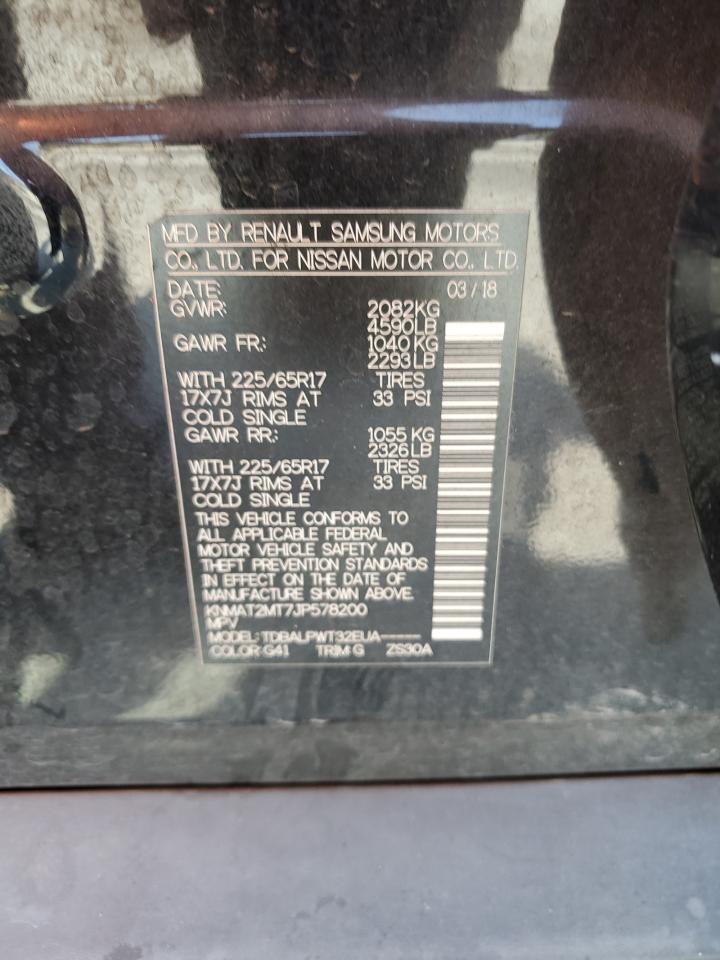 MFD BY RENAULT SAMSUNG MOTORS
CO., LTD. FOR NISSAN MOTOR CO., LTD.
DATE: 03/18
GVWR: 2082KG
4590LB
GAWR FR: 1040KG
2293LB
WITH 225/65R17 TIRES
17X7J RIMS AT 33 PSI
COLD SINGLE
GAWR RR: 1055KG
2326LB
WITH 225/65R17 TIRES
17X7J RIMS AT 33 PSI
COLD SINGLE
THIS VEHICLE CONFORMS TO
ALL APPLICABLE FEDERAL
MOTOR VEHICLE SAFETY AND
THEFT PREVENTION STANDARDS
IN EFFECT ON THE DATE OF
MANUFACTURE SHOWN ABOVE.
KNMAT2MT7JP578200
MPV
MODEL: TDBALPWT32EUA-----
COLOR: G41 TRIM: G ZS30A